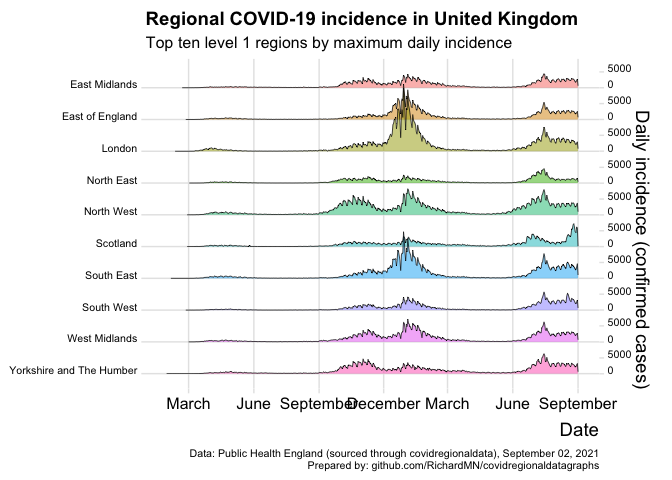 Regional COVID-19 incidence in United Kingdom
Top ten level 1 regions by maximum daily incidence
East Midlands
East of England
London
North East
North West
Scotland
South East
South West
West Midlands
Yorkshire and The Humber
5000
0
5000
0
5000
0
5000
0
5000
0
5000
0
5000
0
5000
0
5000
0
5000
0
Daily incidence (confirmed cases)
March June September December March June September
Date
Data: Public Health England (sourced through covidregionaldata), September 02, 2021
Prepared by: github.com/RichardMN/covidregionaldatagraphs